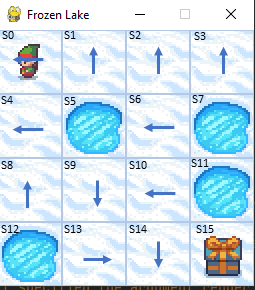 Frozen Lake
S0 S1 S2 S3
S4 S5 S6 S7
S8 S9 S10 S11
S12 S13 S14 S15